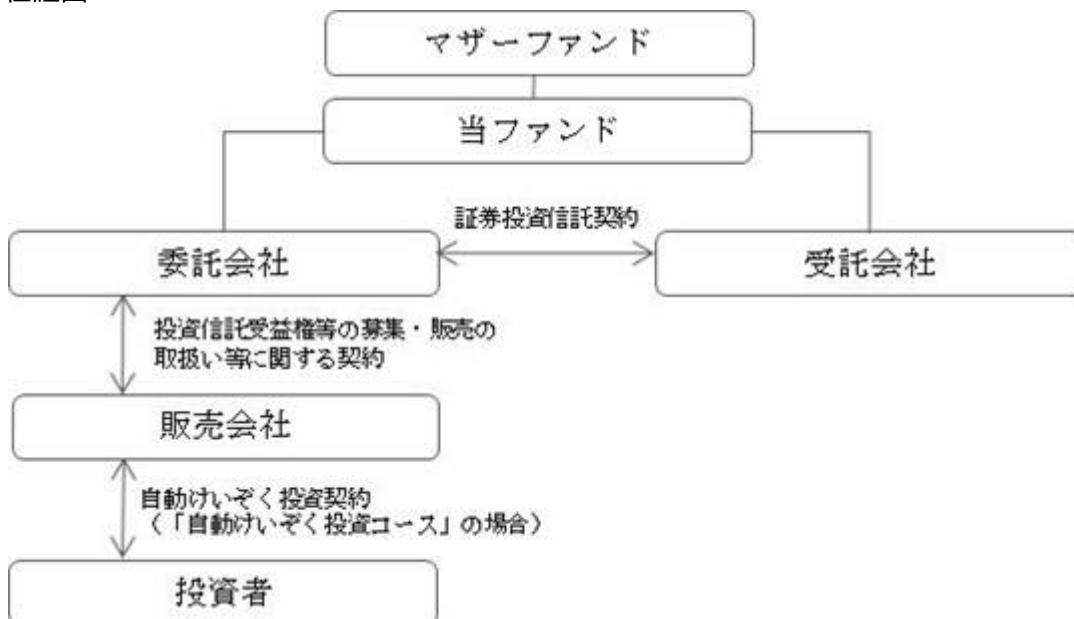 マザーファンド
当ファンド
証券投資信託契約
委託会社
受託会社
投資信託受益権等の募集・販売の
取扱い等に関する契約
販売会社
自動けいぞく投資契約
（「自動けいぞく投資コース」の場合）
投資者